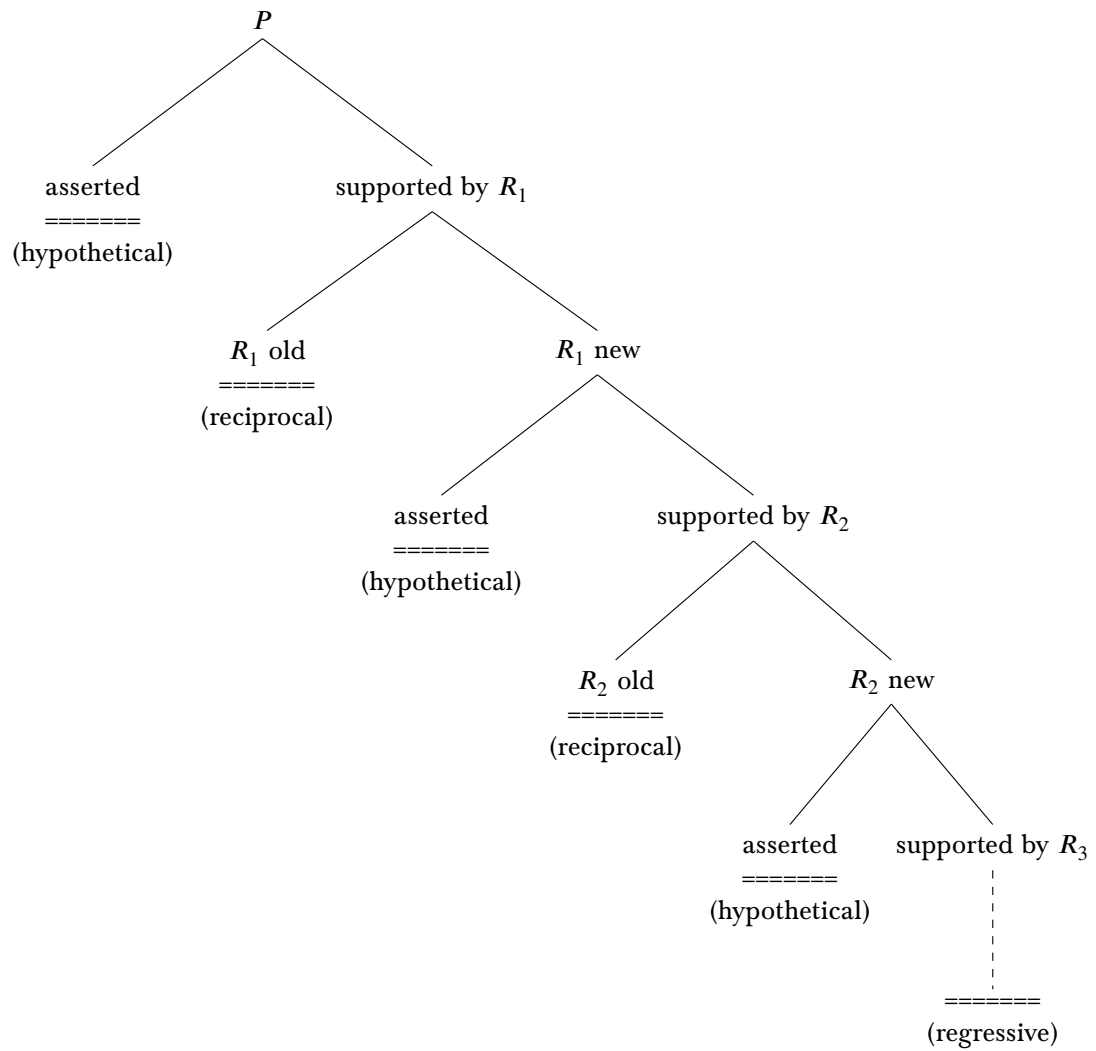 P
asserted
=======
(hypothetical)
supported by R₁
R₁ old
=======
(reciprocal)
R₁ new
asserted
=======
(hypothetical)
supported by R₂
R₂ old
=======
(reciprocal)
R₂ new
asserted
=======
(hypothetical)
supported by R₃
=======
(regressive)